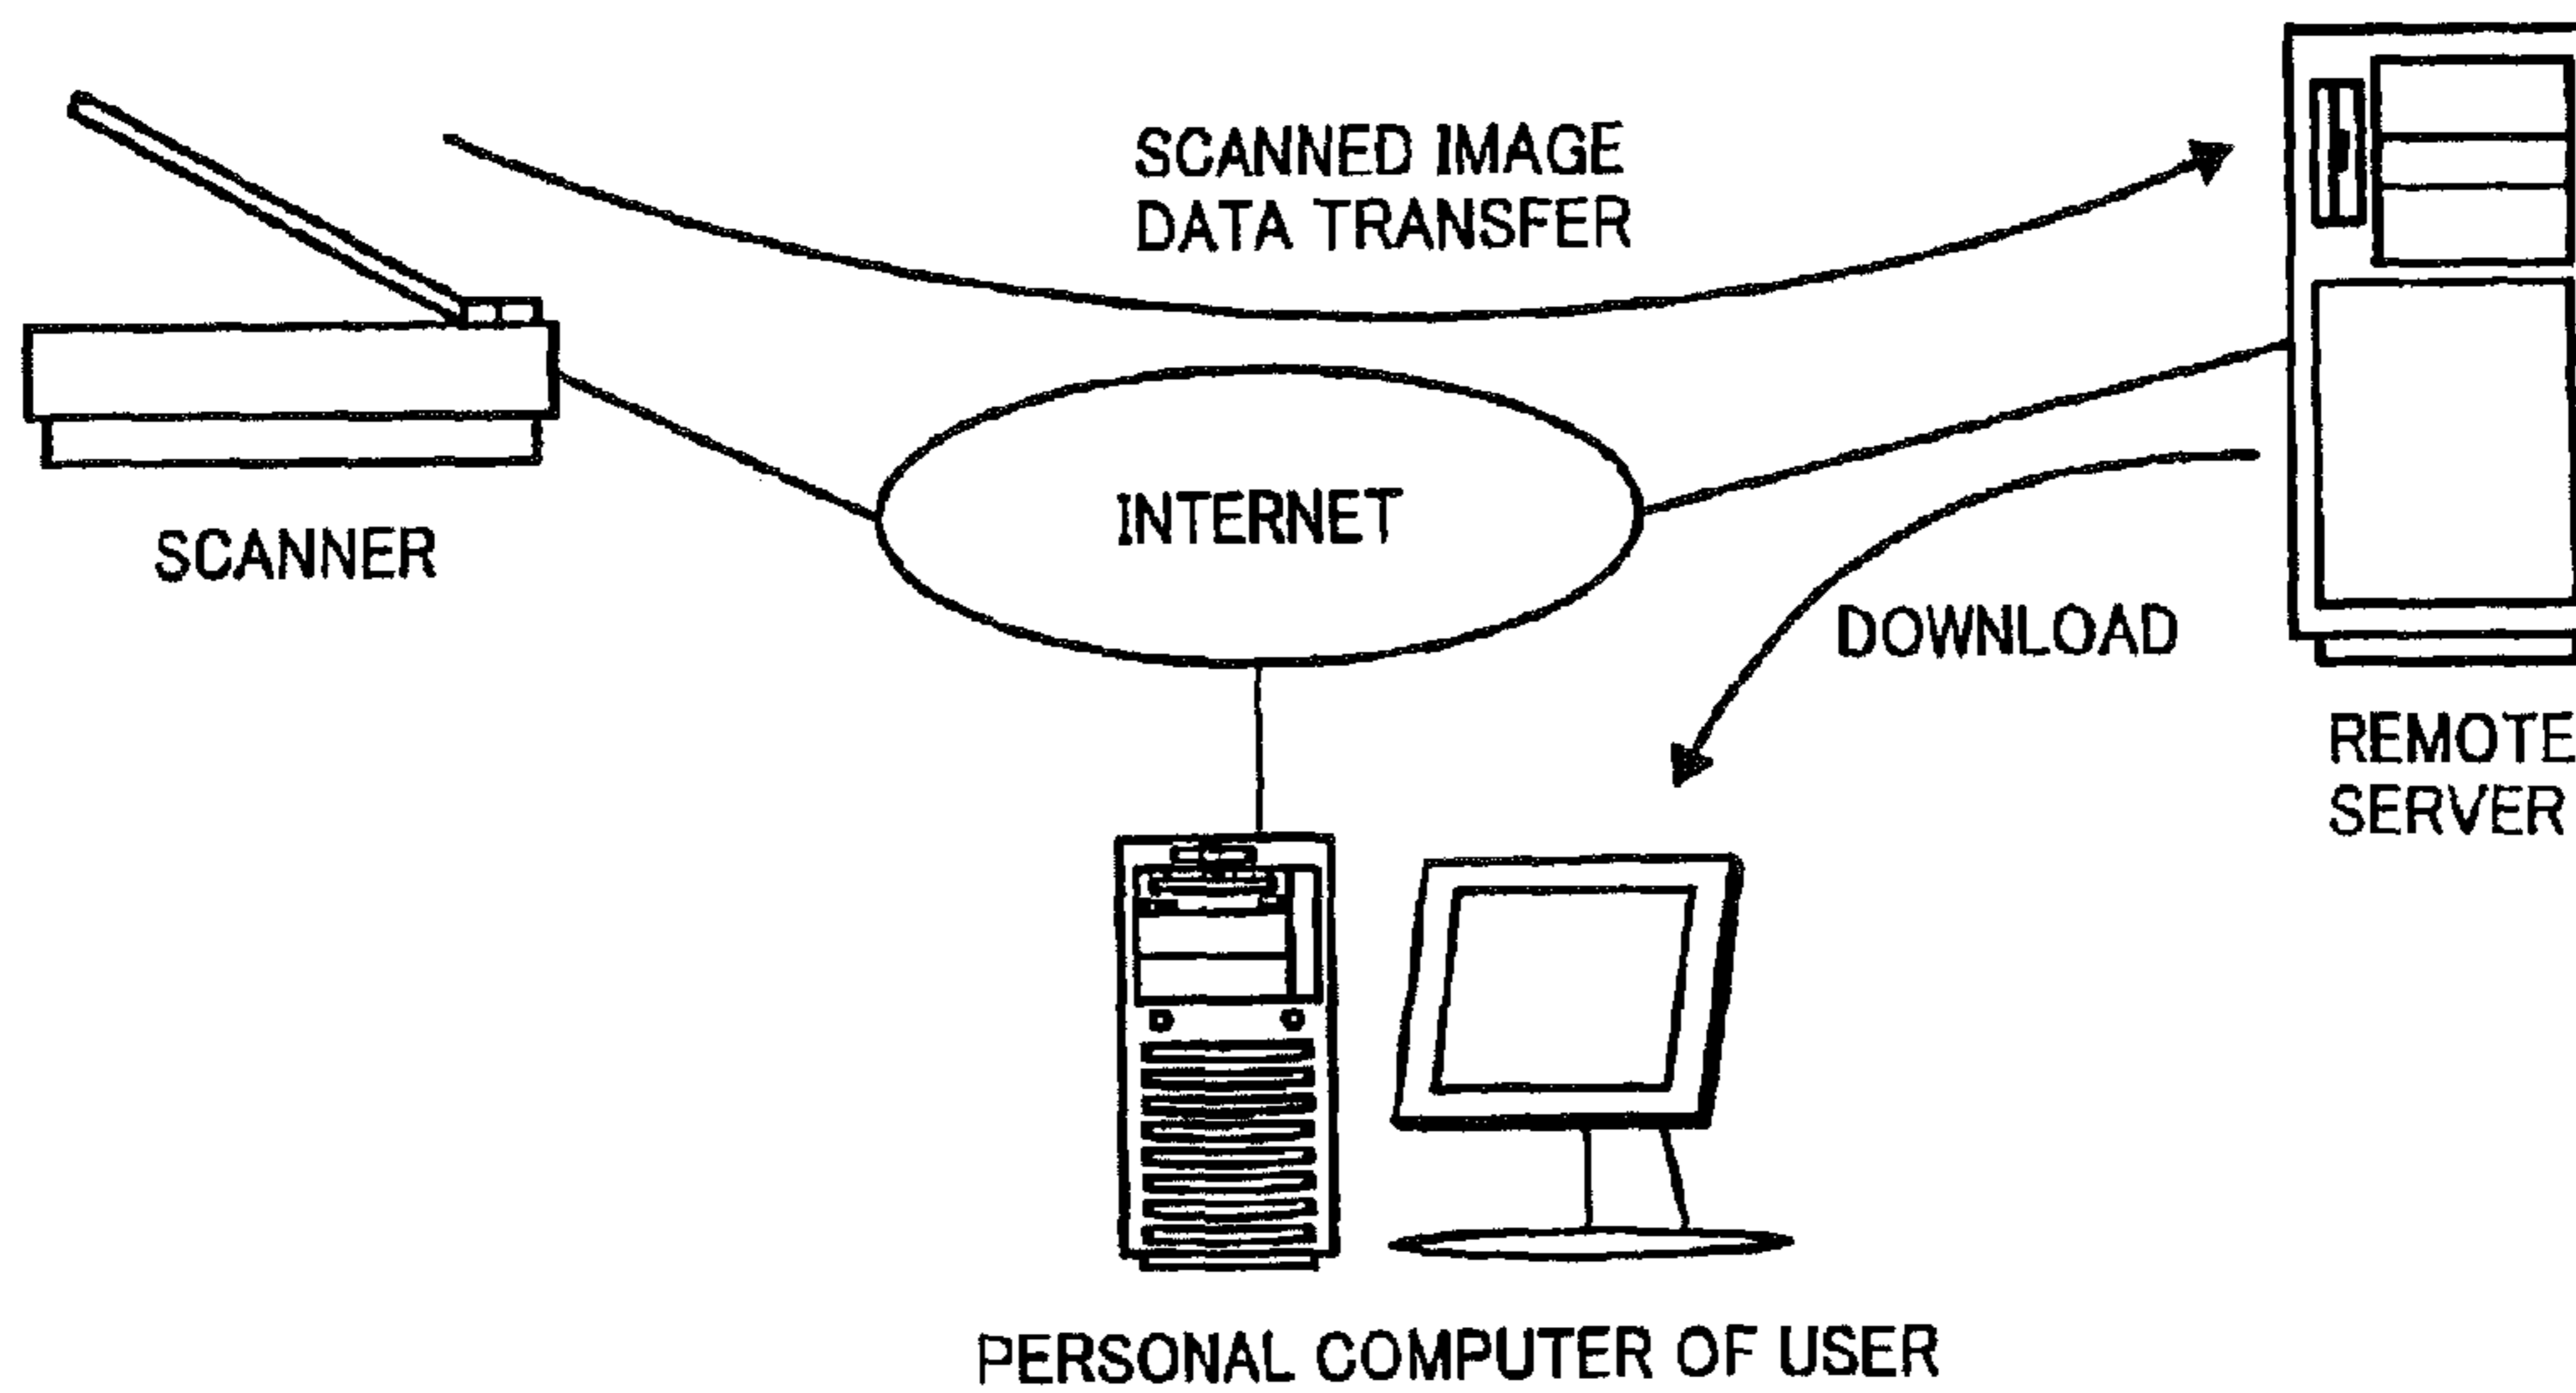 SCANNED IMAGE
DATA TRANSFER
SCANNER
INTERNET
DOWNLOAD
REMOTE
SERVER
PERSONAL COMPUTER OF USER